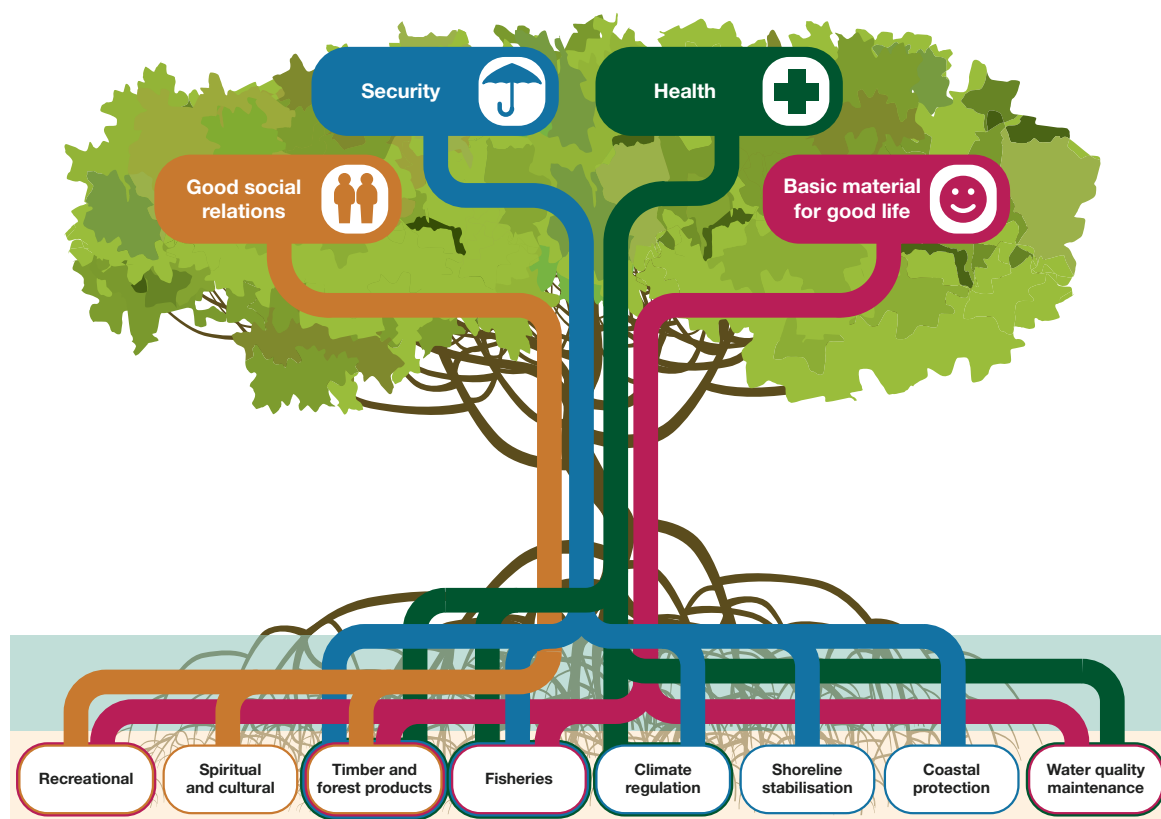 Security
Health
Good social
relations
Basic material
for good life
Recreational
Spiritual
and cultural
Timber and
forest products
Fisheries
Climate
regulation
Shoreline
stabilisation
Coastal
protection
Water quality
maintenance